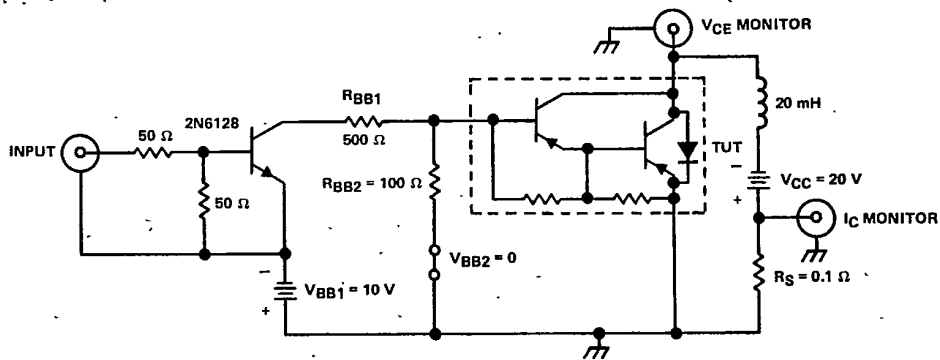 VCE MONITOR
RBB1
20 mH
2N6128
50 Ω
500 Ω
INPUT
TUT
RBB2 = 100 Ω
VCC = 20 V
50 Ω
IC MONITOR
VBB2 = 0
VBB1 = 10 V
RS = 0.1 Ω
−
+
−
+